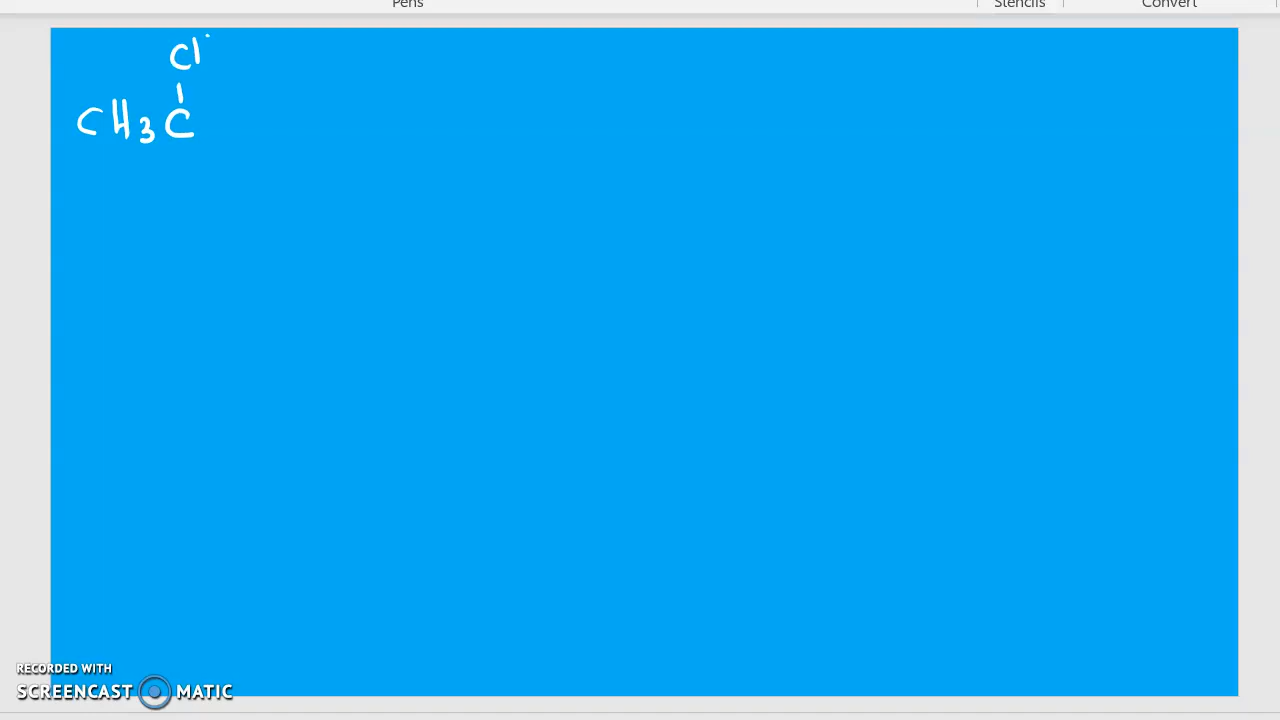 Pens Stencils Convert
Cl
CH3C
RECORDED WITH
SCREENCAST MATIC